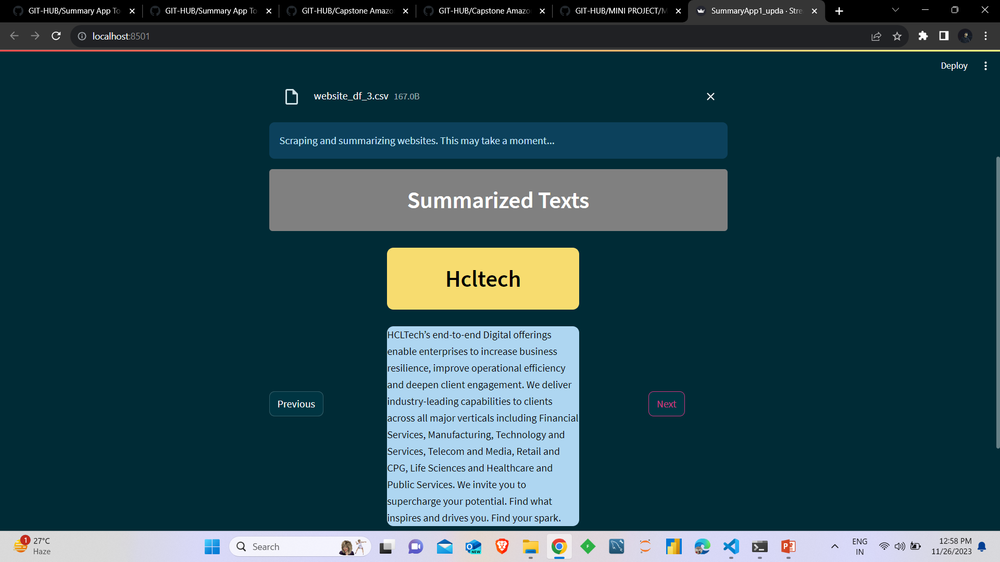 GIT-HUB/Summary App To
GIT-HUB/Summary App To
GIT-HUB/Capstone Amazo
GIT-HUB/Capstone Amazo
GIT-HUB/MINI PROJECT/M
SummaryApp1_upda · Stre
localhost:8501
Deploy
website_df_3.csv 167.0B
Scraping and summarizing websites. This may take a moment...
Summarized Texts
Hcltech
HCLTech’s end-to-end Digital offerings
enable enterprises to increase business
resilience, improve operational efficiency
and deepen client engagement. We deliver
industry-leading capabilities to clients
across all major verticals including Financial
Services, Manufacturing, Technology and
Services, Telecom and Media, Retail and
CPG, Life Sciences and Healthcare and
Public Services. We invite you to
supercharge your potential. Find what
inspires and drives you. Find your spark.
Previous
Next
1
27°C
Haze
Search
NEW
F
ENG
IN
12:58 PM
11/26/2023